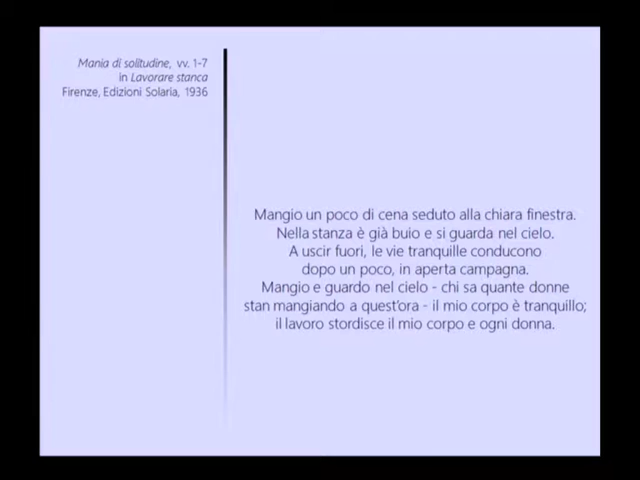 Mania di solitudine, vv. 1-7
in Lavorare stanca
Firenze, Edizioni Solaria, 1936
Mangio un poco di cena seduto alla chiara finestra.
Nella stanza è già buio e si guarda nel cielo.
A uscir fuori, le vie tranquille conducono
dopo un poco, in aperta campagna.
Mangio e guardo nel cielo - chi sa quante donne
stan mangiando a quest'ora - il mio corpo è tranquillo;
il lavoro stordisce il mio corpo e ogni donna.